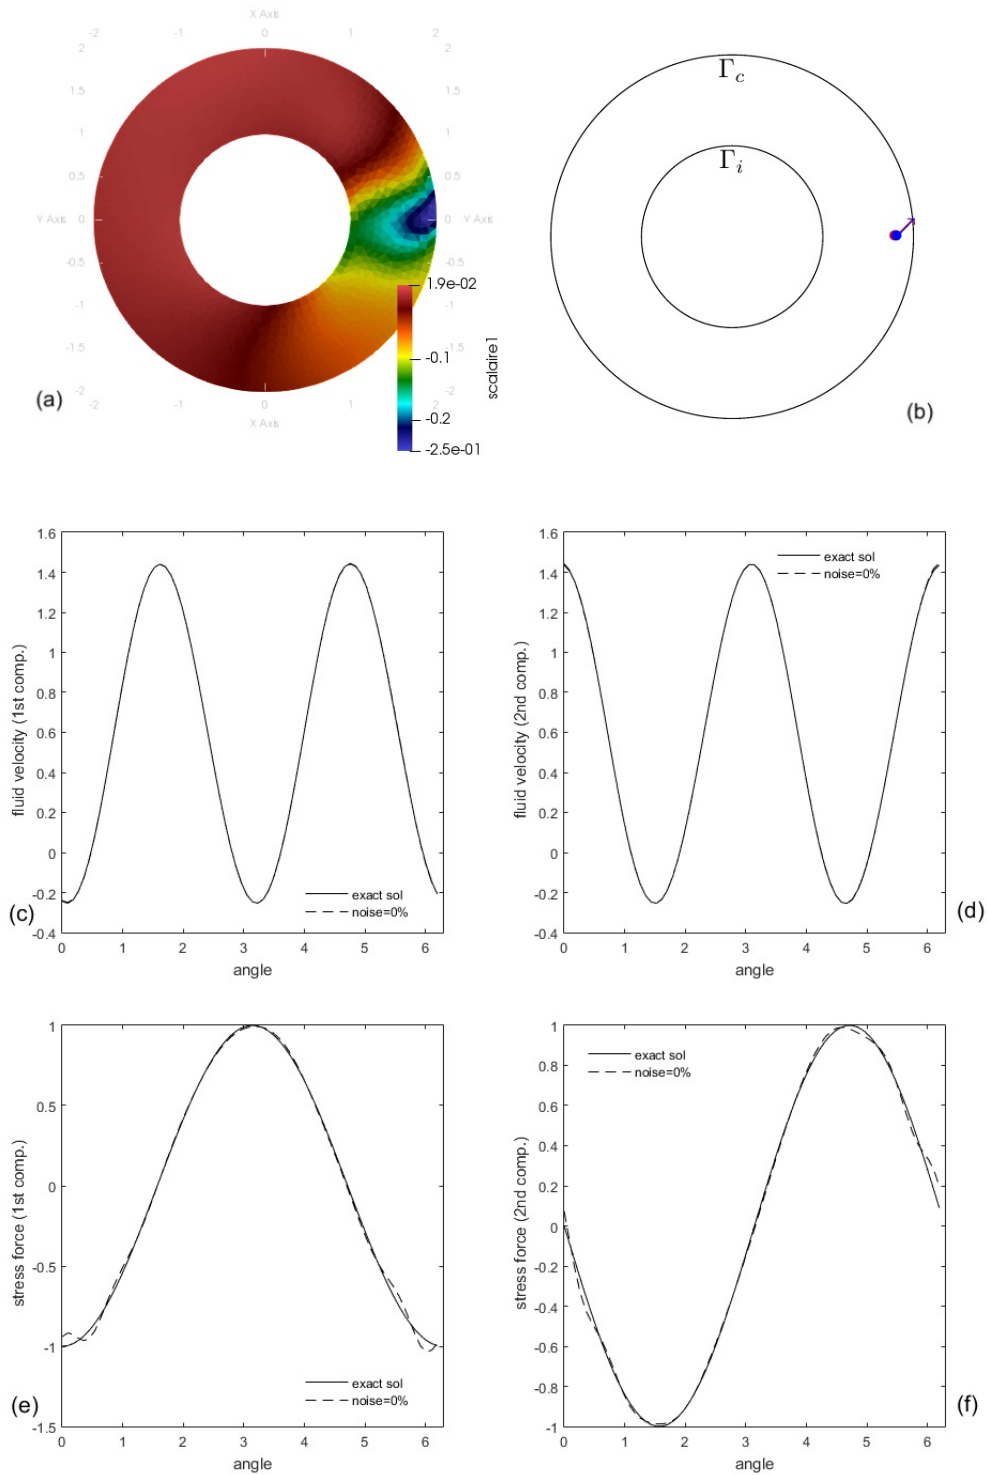 X Axis
-2 -1 0 1 2
2 2
1.5 1.5
1 1
0.5 0.5
Y Axis 0 0 Y Axis
-0.5 -0.5
-1 -1
-1.5 -1.5
-2 -2
-2 -1 0 1 2
X Axis
1.9e-02
-0.1
-0.2
-2.5e-01
scalaire1
(a)
Γc
Γi
(b)
1.6
1.4
1.2
1
0.8
0.6
0.4
0.2
0
-0.2
-0.4
0 1 2 3 4 5 6
angle
fluid velocity (1st comp.)
exact sol
noise=0%
(c)
1.6
1.4
1.2
1
0.8
0.6
0.4
0.2
0
-0.2
-0.4
0 1 2 3 4 5 6
angle
fluid velocity (2nd comp.)
exact sol
noise=0%
(d)
1
0.5
0
-0.5
-1
-1.5
0 1 2 3 4 5 6
angle
stress force (1st comp.)
exact sol
noise=0%
(e)
1
0.8
0.6
0.4
0.2
0
-0.2
-0.4
-0.6
-0.8
-1
0 1 2 3 4 5 6
angle
stress force (2nd comp.)
exact sol
noise=0%
(f)